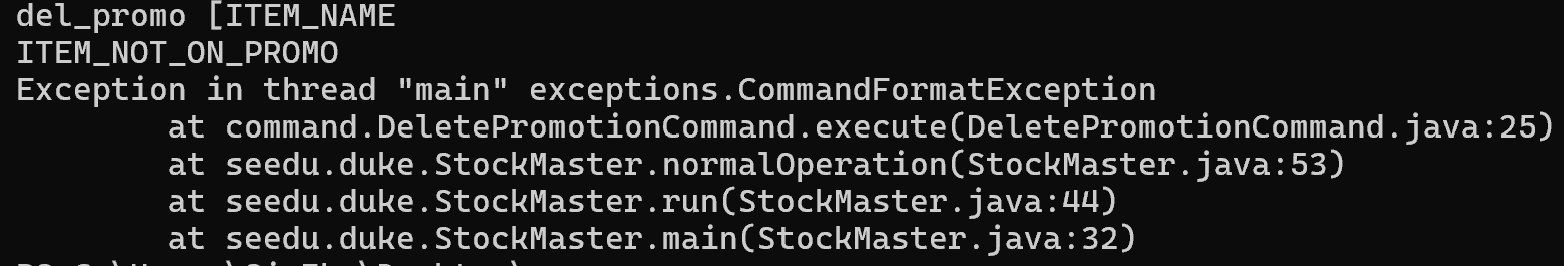 del_promo [ITEM_NAME
ITEM_NOT_ON_PROMO
Exception in thread "main" exceptions.CommandFormatException
at command.DeletePromotionCommand.execute(DeletePromotionCommand.java:25)
at seedu.duke.StockMaster.normalOperation(StockMaster.java:53)
at seedu.duke.StockMaster.run(StockMaster.java:44)
at seedu.duke.StockMaster.main(StockMaster.java:32)